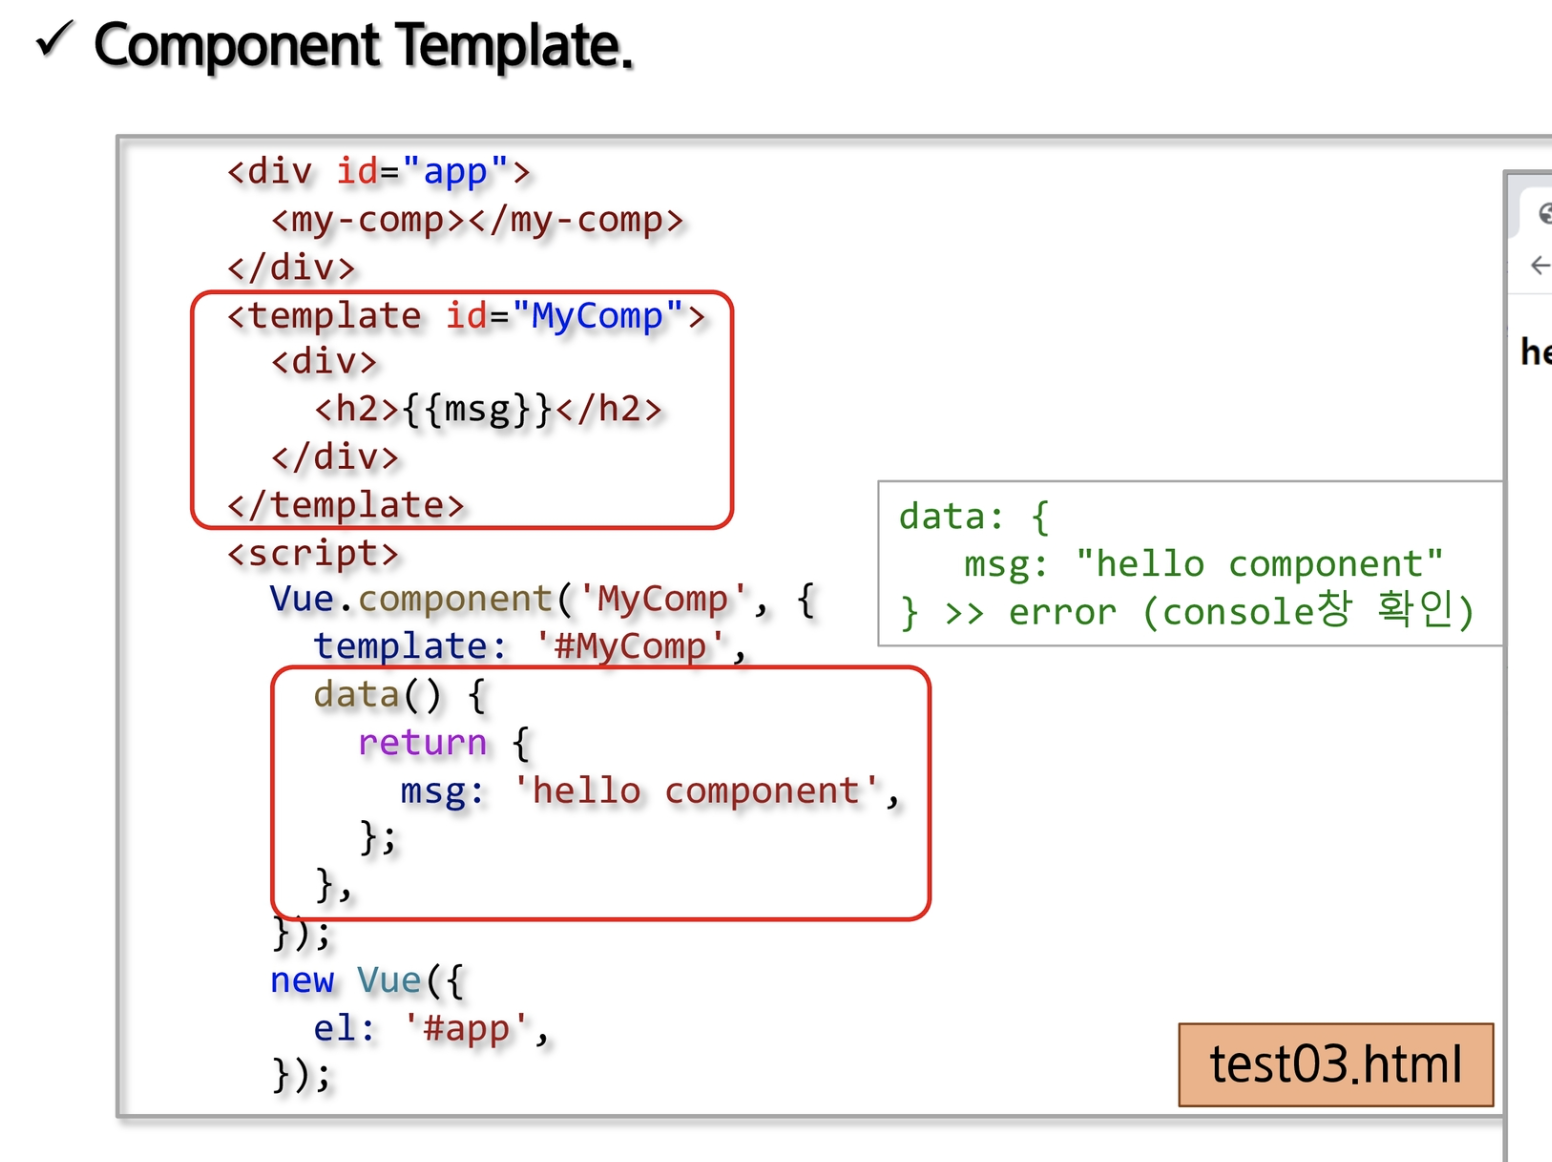 ✓ Component Template.
<div id="app">
<my-comp></my-comp>
</div>
<template id="MyComp">
<div>
<h2>{{msg}}</h2>
</div>
</template>
<script>
Vue.component('MyComp', {
template: '#MyComp',
data() {
return {
msg: 'hello component',
};
},
});
new Vue({
el: '#app',
});
data: {
msg: "hello component"
} >> error (console창 확인)
test03.html
he